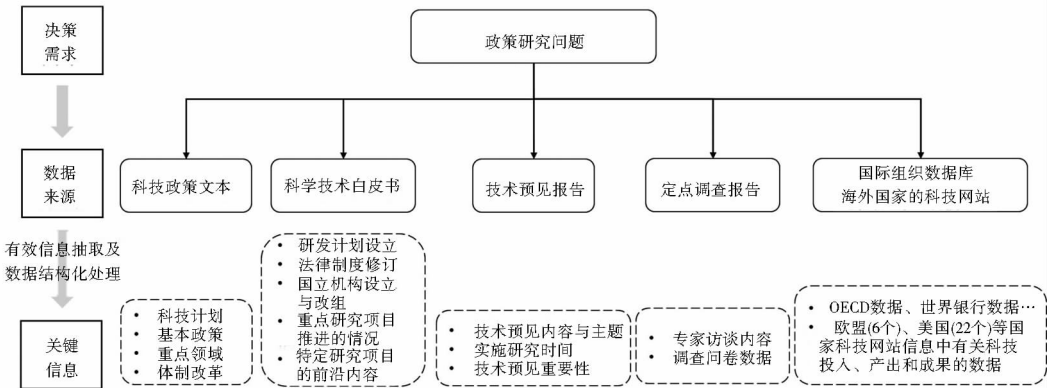 决策
需求
政策研究问题
数据
来源
科技政策文本
科学技术白皮书
技术预见报告
定点调查报告
国际组织数据库
海外国家的科技网站
有效信息抽取及
数据结构化处理
关键
信息
• 科技计划
• 基本政策
• 重点领域
• 体制改革
• 研发计划设立
• 法律制度修订
• 国立机构设立
与改组
• 重点研究项目
推进的情况
• 特定研究项目
的前沿内容
• 技术预见内容与主题
• 实施研究时间
• 技术预见重要性
• 专家访谈内容
• 调查问卷数据
• OECD数据、世界银行数据…
• 欧盟(6个)、美国(22个)等国
家科技网站信息中有关科技
投入、产出和成果的数据